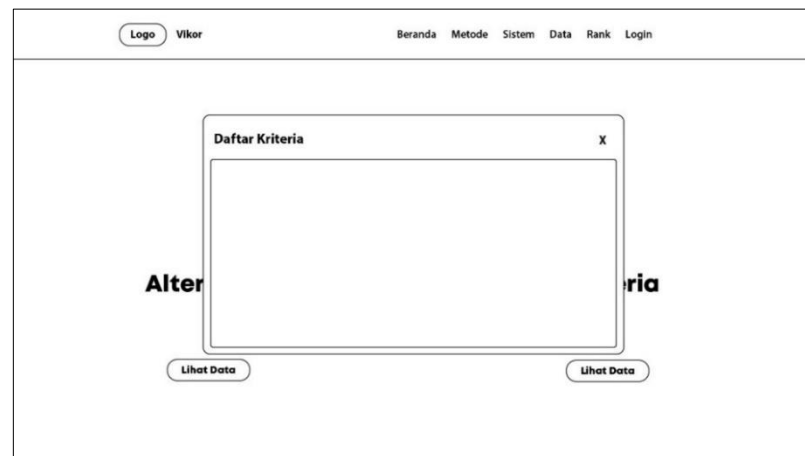 Logo Vikor Beranda Metode Sistem Data Rank Login
Daftar Kriteria X
Alter ria
Lihat Data Lihat Data